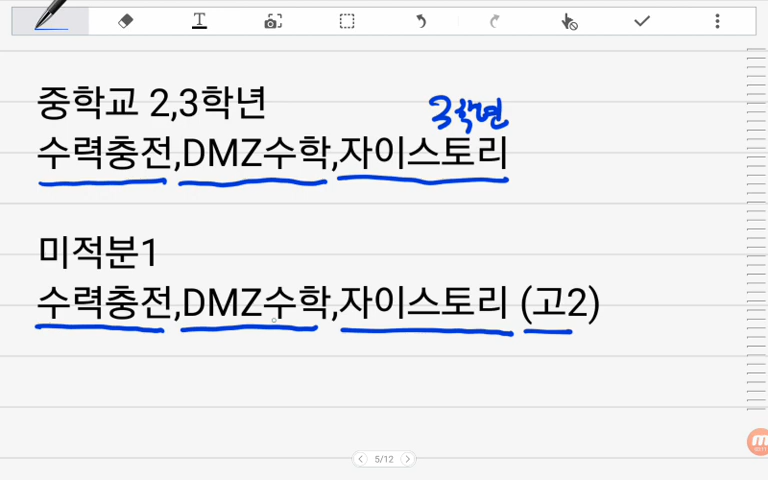 T
중학교 2,3학년
3학년
수력충전,DMZ수학,자이스토리
미적분1
수력충전,DMZ수학,자이스토리 (고2)
5/12
m